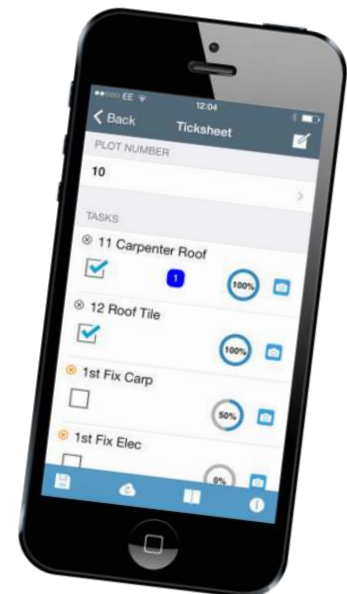 EE 12:04
Back Ticksheet
PLOT NUMBER
10
TASKS
11 Carpenter Roof
1 100%
12 Roof Tile
100%
1st Fix Carp
50%
1st Fix Elec
0%